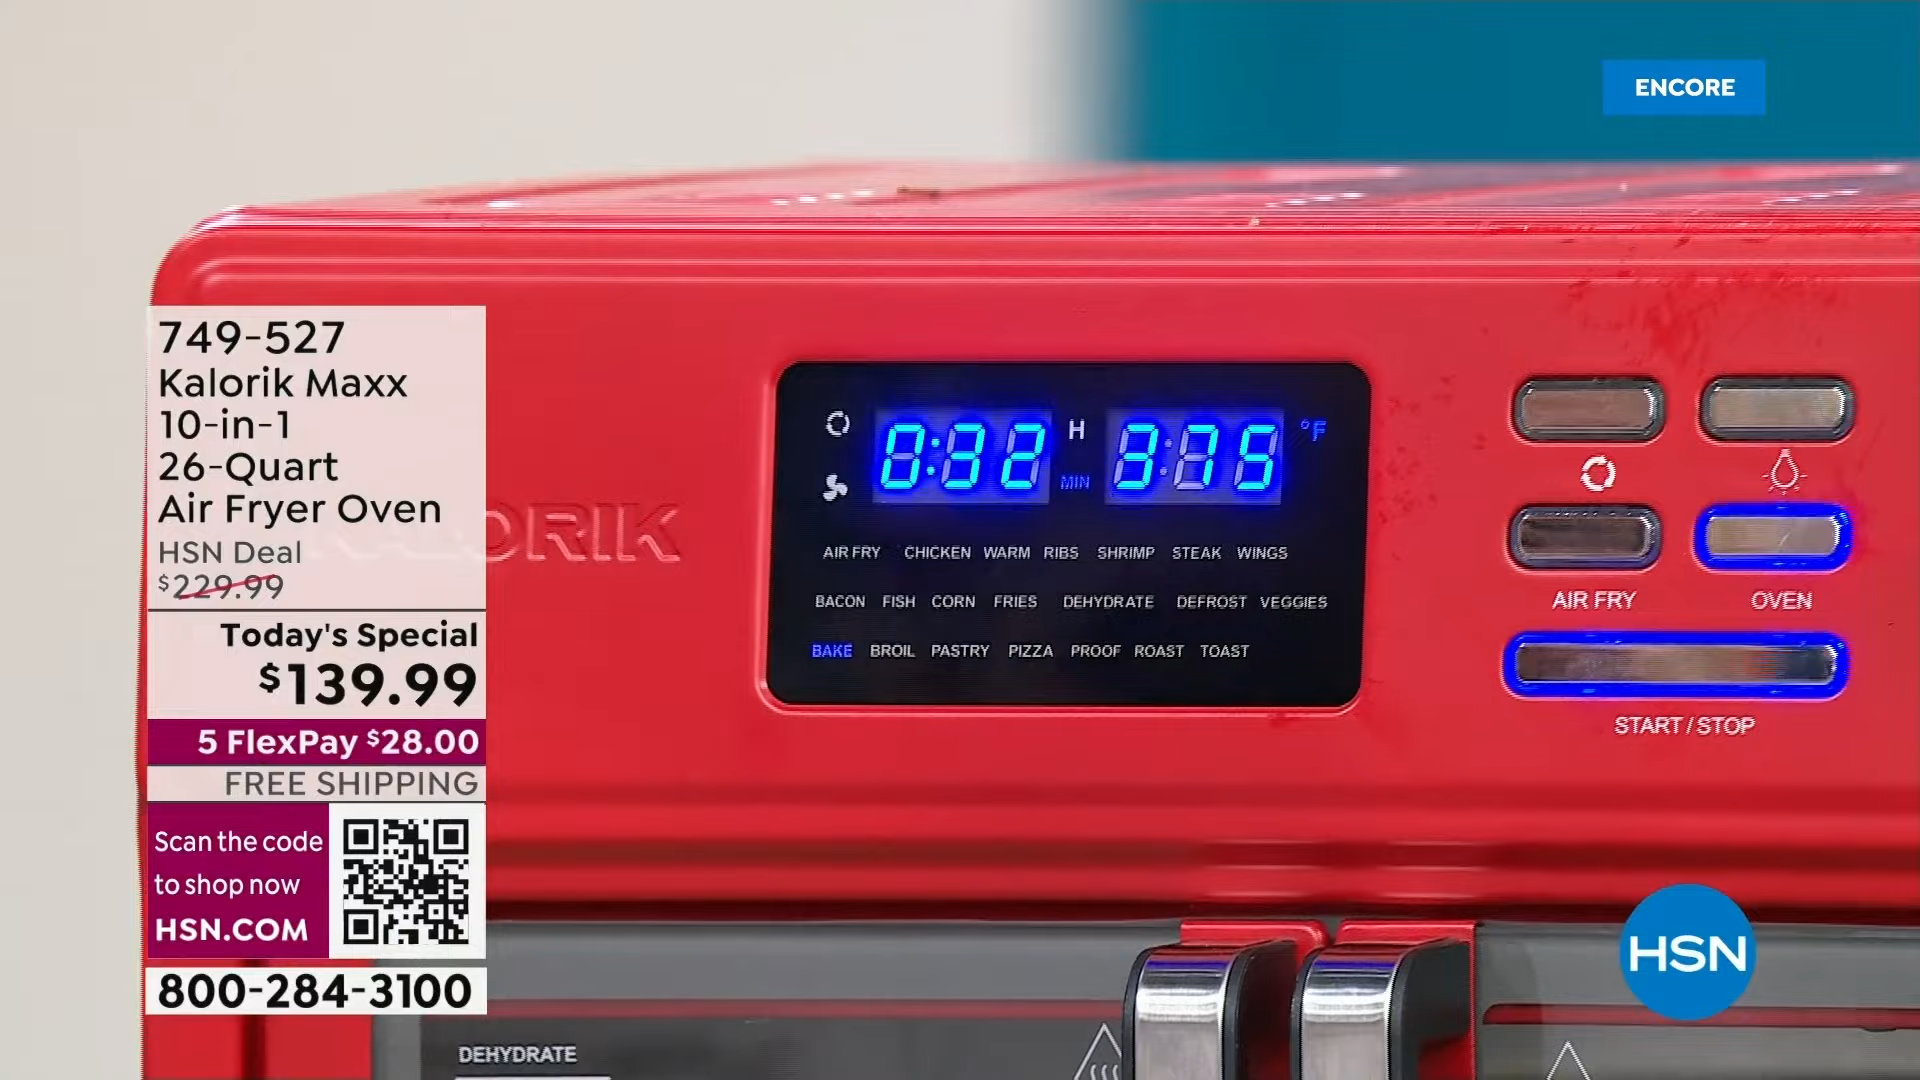 ENCORE
749-527
Kalorik Maxx
10-in-1
26-Quart
Air Fryer Oven
HSN Deal
$229.99
Today's Special
$139.99
5 FlexPay $28.00
FREE SHIPPING
Scan the code
to shop now
HSN.COM
800-284-3100
KALORIK
0:32 H MIN 375 °F
AIR FRY CHICKEN WARM RIBS SHRIMP STEAK WINGS
BACON FISH CORN FRIES DEHYDRATE DEFROST VEGGIES
BAKE BROIL PASTRY PIZZA PROOF ROAST TOAST
AIR FRY OVEN
START / STOP
DEHYDRATE
HSN